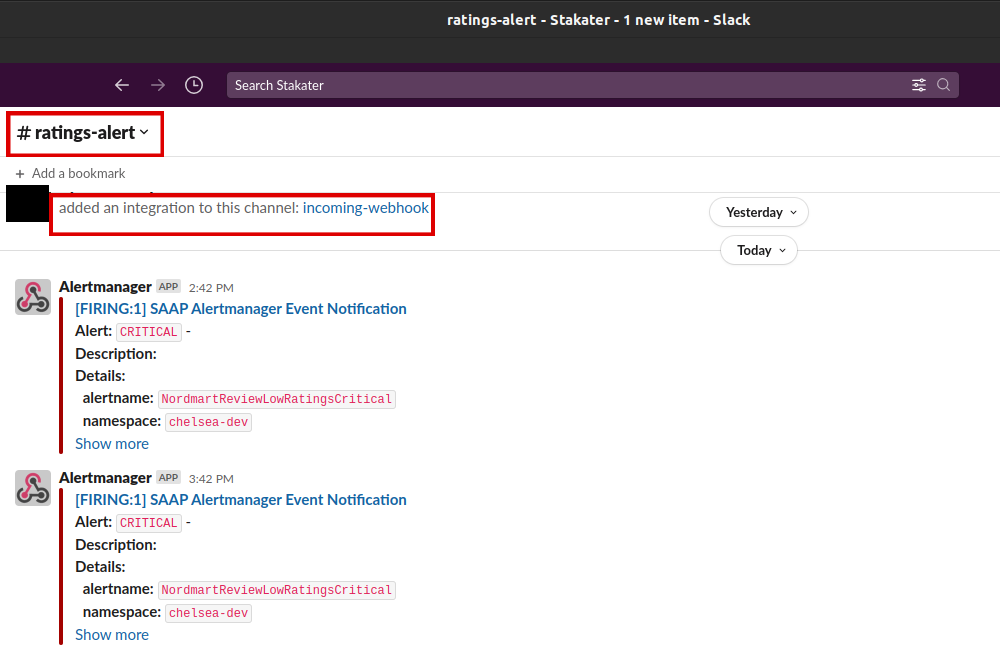 ratings-alert - Stakater - 1 new item - Slack
Search Stakater
# ratings-alert
+ Add a bookmark
added an integration to this channel: incoming-webhook
Yesterday
Today
Alertmanager APP 2:42 PM
[FIRING:1] SAAP Alertmanager Event Notification
Alert: CRITICAL -
Description:
Details:
alertname: NordmartReviewLowRatingsCritical
namespace: chelsea-dev
Show more
Alertmanager APP 3:42 PM
[FIRING:1] SAAP Alertmanager Event Notification
Alert: CRITICAL -
Description:
Details:
alertname: NordmartReviewLowRatingsCritical
namespace: chelsea-dev
Show more